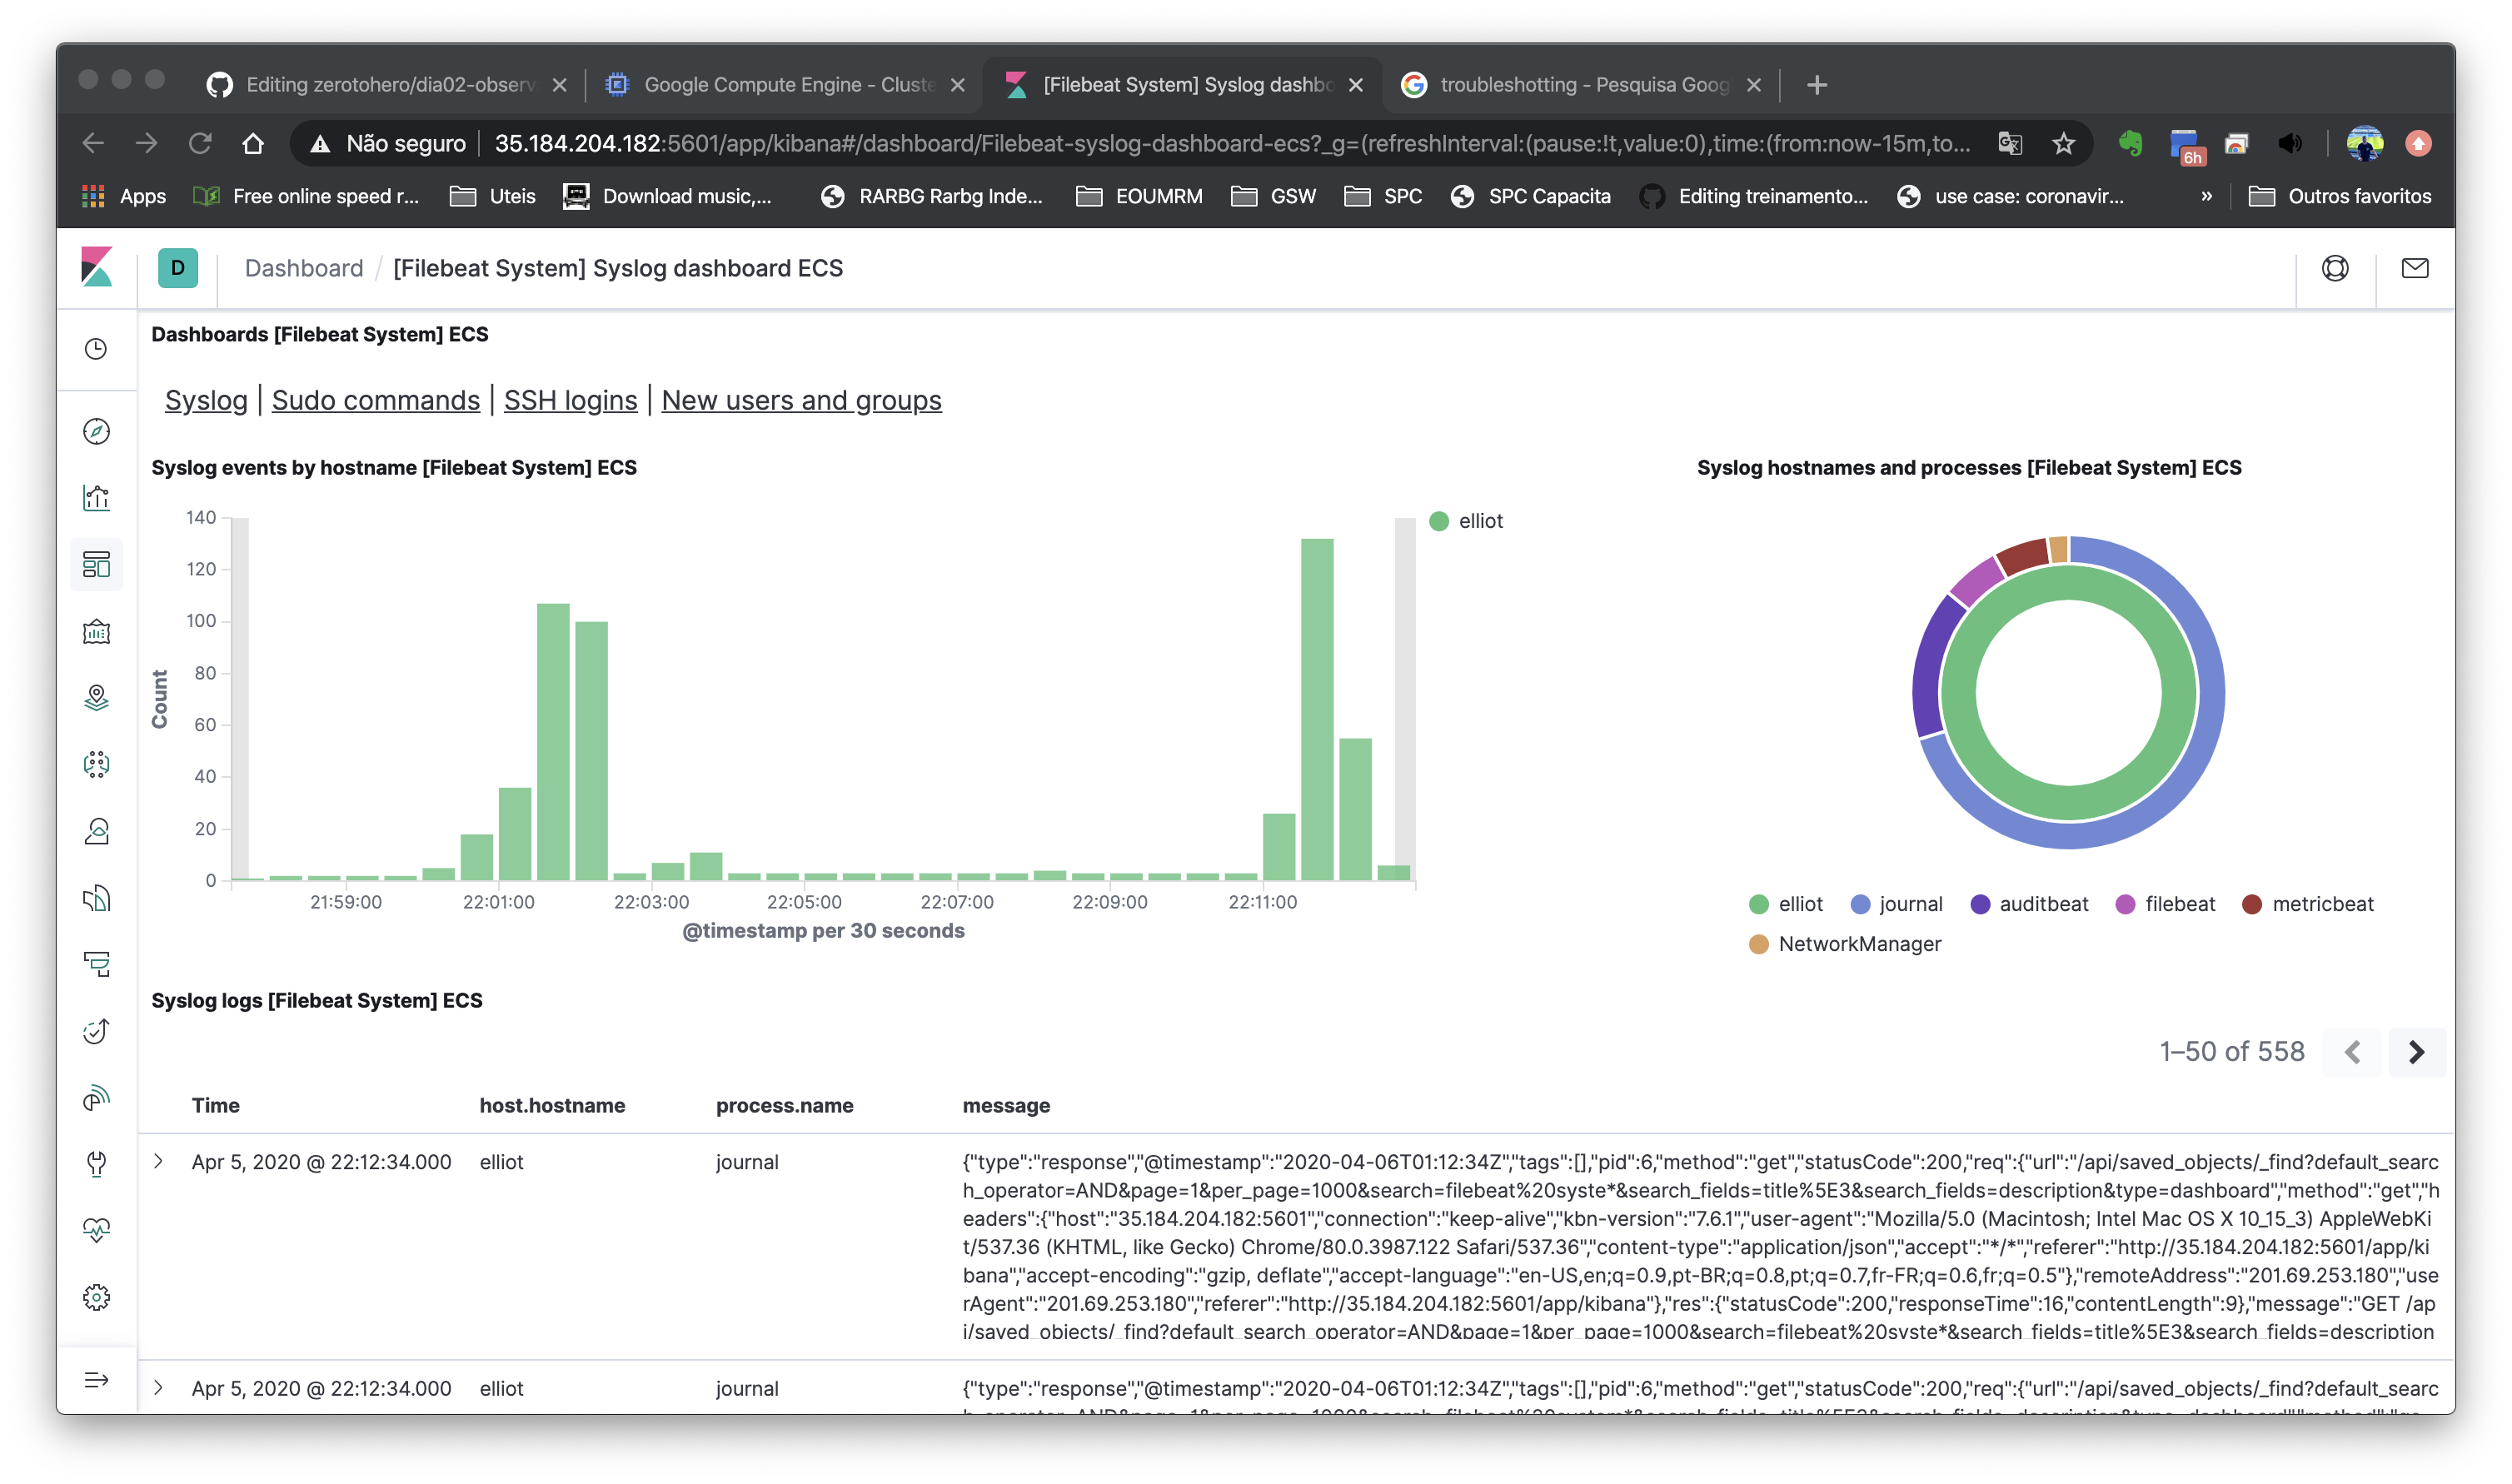 Editing zerotohero/dia02-observ
Google Compute Engine - Cluste
[Filebeat System] Syslog dashbo
troubleshotting - Pesquisa Goog
Não seguro
35.184.204.182:5601/app/kibana#/dashboard/Filebeat-syslog-dashboard-ecs?_g=(refreshInterval:(pause:!t,value:0),time:(from:now-15m,to...
6h
Apps
Free online speed r...
Uteis
Download music,...
RARBG Rarbg Inde...
EOUMRM
GSW
SPC
SPC Capacita
Editing treinamento...
use case: coronavir...
»
Outros favoritos
D
Dashboard / [Filebeat System] Syslog dashboard ECS
Dashboards [Filebeat System] ECS
Syslog | Sudo commands | SSH logins | New users and groups
Syslog events by hostname [Filebeat System] ECS
140
120
100
80
60
40
20
0
Count
21:59:00
22:01:00
22:03:00
22:05:00
22:07:00
22:09:00
22:11:00
@timestamp per 30 seconds
elliot
Syslog hostnames and processes [Filebeat System] ECS
elliot
journal
auditbeat
filebeat
metricbeat
NetworkManager
Syslog logs [Filebeat System] ECS
1–50 of 558
Time host.hostname process.name message
Apr 5, 2020 @ 22:12:34.000 elliot journal {"type":"response","@timestamp":"2020-04-06T01:12:34Z","tags":[],"pid":6,"method":"get","statusCode":200,"req":{"url":"/api/saved_objects/_find?default_searc
h_operator=AND&page=1&per_page=1000&search=filebeat%20syste*&search_fields=title%5E3&search_fields=description&type=dashboard","method":"get","h
eaders":{"host":"35.184.204.182:5601","connection":"keep-alive","kbn-version":"7.6.1","user-agent":"Mozilla/5.0 (Macintosh; Intel Mac OS X 10_15_3) AppleWebKi
t/537.36 (KHTML, like Gecko) Chrome/80.0.3987.122 Safari/537.36","content-type":"application/json","accept":"*/*","referer":"http://35.184.204.182:5601/app/ki
bana","accept-encoding":"gzip, deflate","accept-language":"en-US,en;q=0.9,pt-BR;q=0.8,pt;q=0.7,fr-FR;q=0.6,fr;q=0.5"},"remoteAddress":"201.69.253.180","use
rAgent":"201.69.253.180","referer":"http://35.184.204.182:5601/app/kibana"},"res":{"statusCode":200,"responseTime":16,"contentLength":9},"message":"GET /ap
i/saved_objects/_find?default_search_operator=AND&page=1&per_page=1000&search=filebeat%20syste*&search_fields=title%5E3&search_fields=description
Apr 5, 2020 @ 22:12:34.000 elliot journal {"type":"response","@timestamp":"2020-04-06T01:12:34Z","tags":[],"pid":6,"method":"get","statusCode":200,"req":{"url":"/api/saved_objects/_find?default_searc